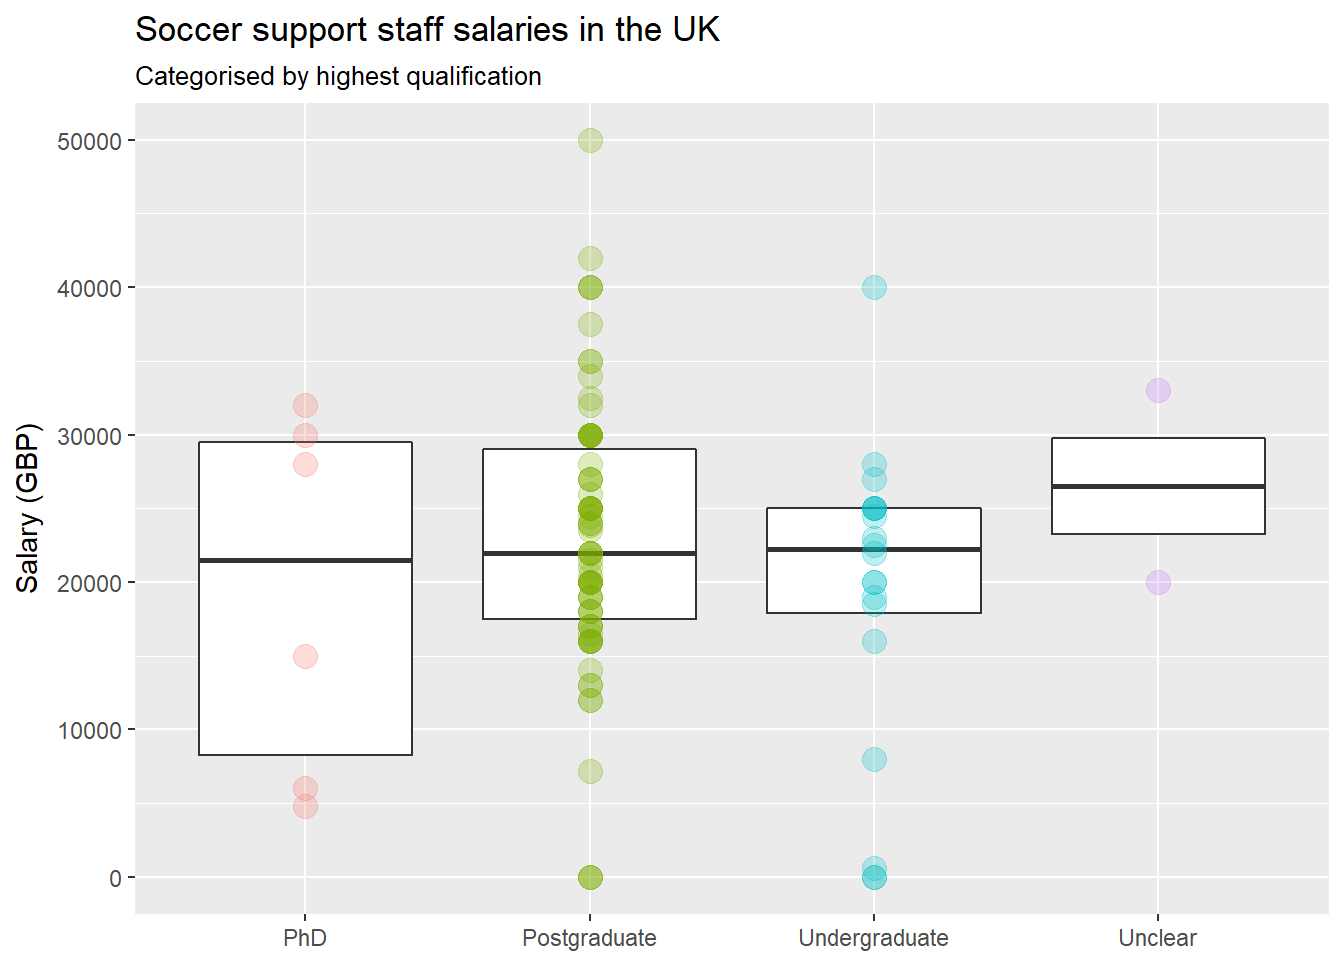 Soccer support staff salaries in the UK
Categorised by highest qualification
Salary (GBP)
50000
40000
30000
20000
10000
0
PhD
Postgraduate
Undergraduate
Unclear